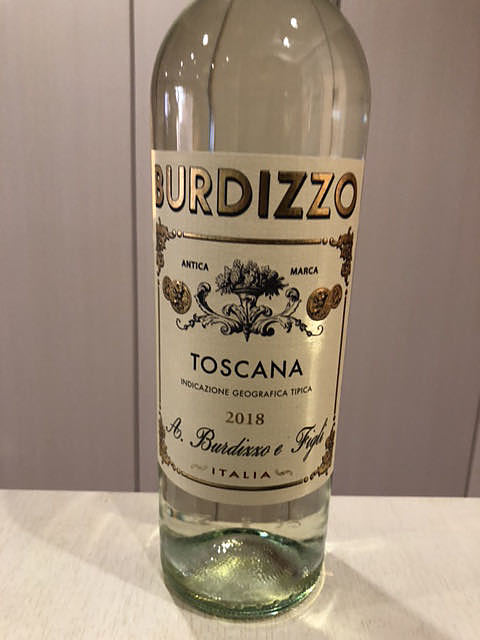 BURDIZZO
ANTICA MARCA
TOSCANA
INDICAZIONE GEOGRAFICA TIPICA
2018
A. Burdizzo e Figli
ITALIA